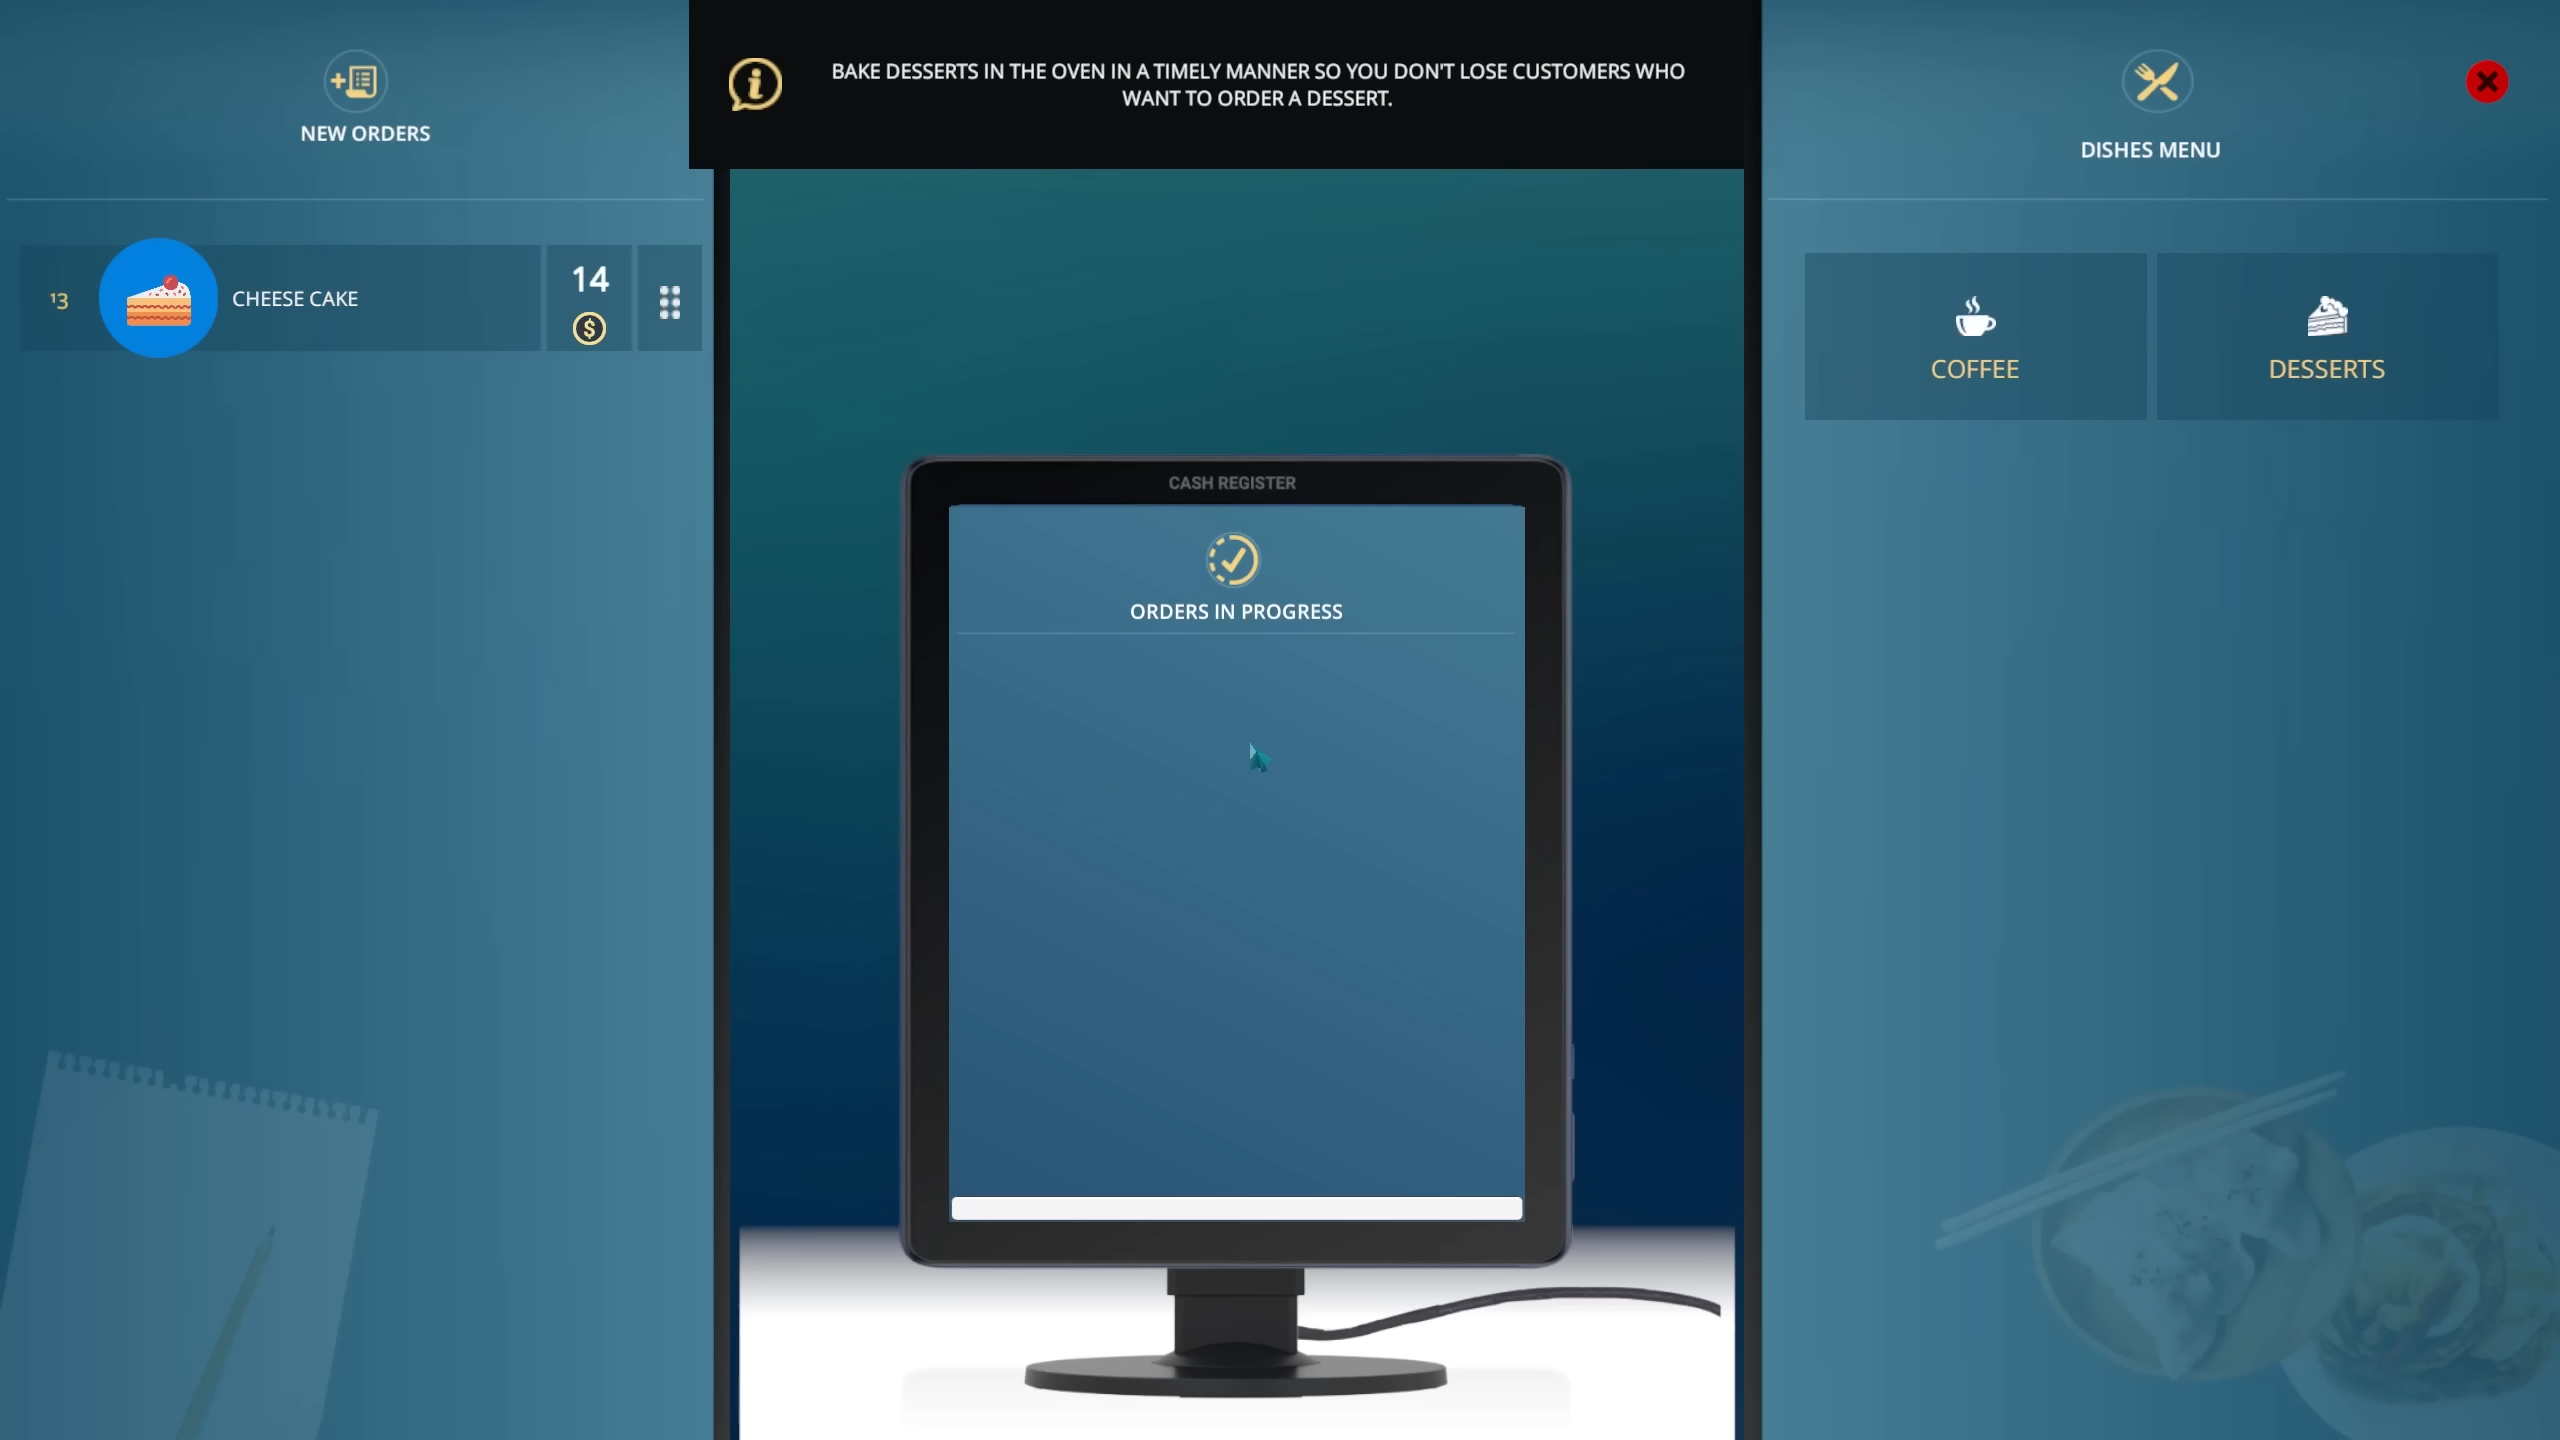 NEW ORDERS
13
CHEESE CAKE
14
BAKE DESSERTS IN THE OVEN IN A TIMELY MANNER SO YOU DON'T LOSE CUSTOMERS WHO
WANT TO ORDER A DESSERT.
CASH REGISTER
ORDERS IN PROGRESS
DISHES MENU
COFFEE
DESSERTS